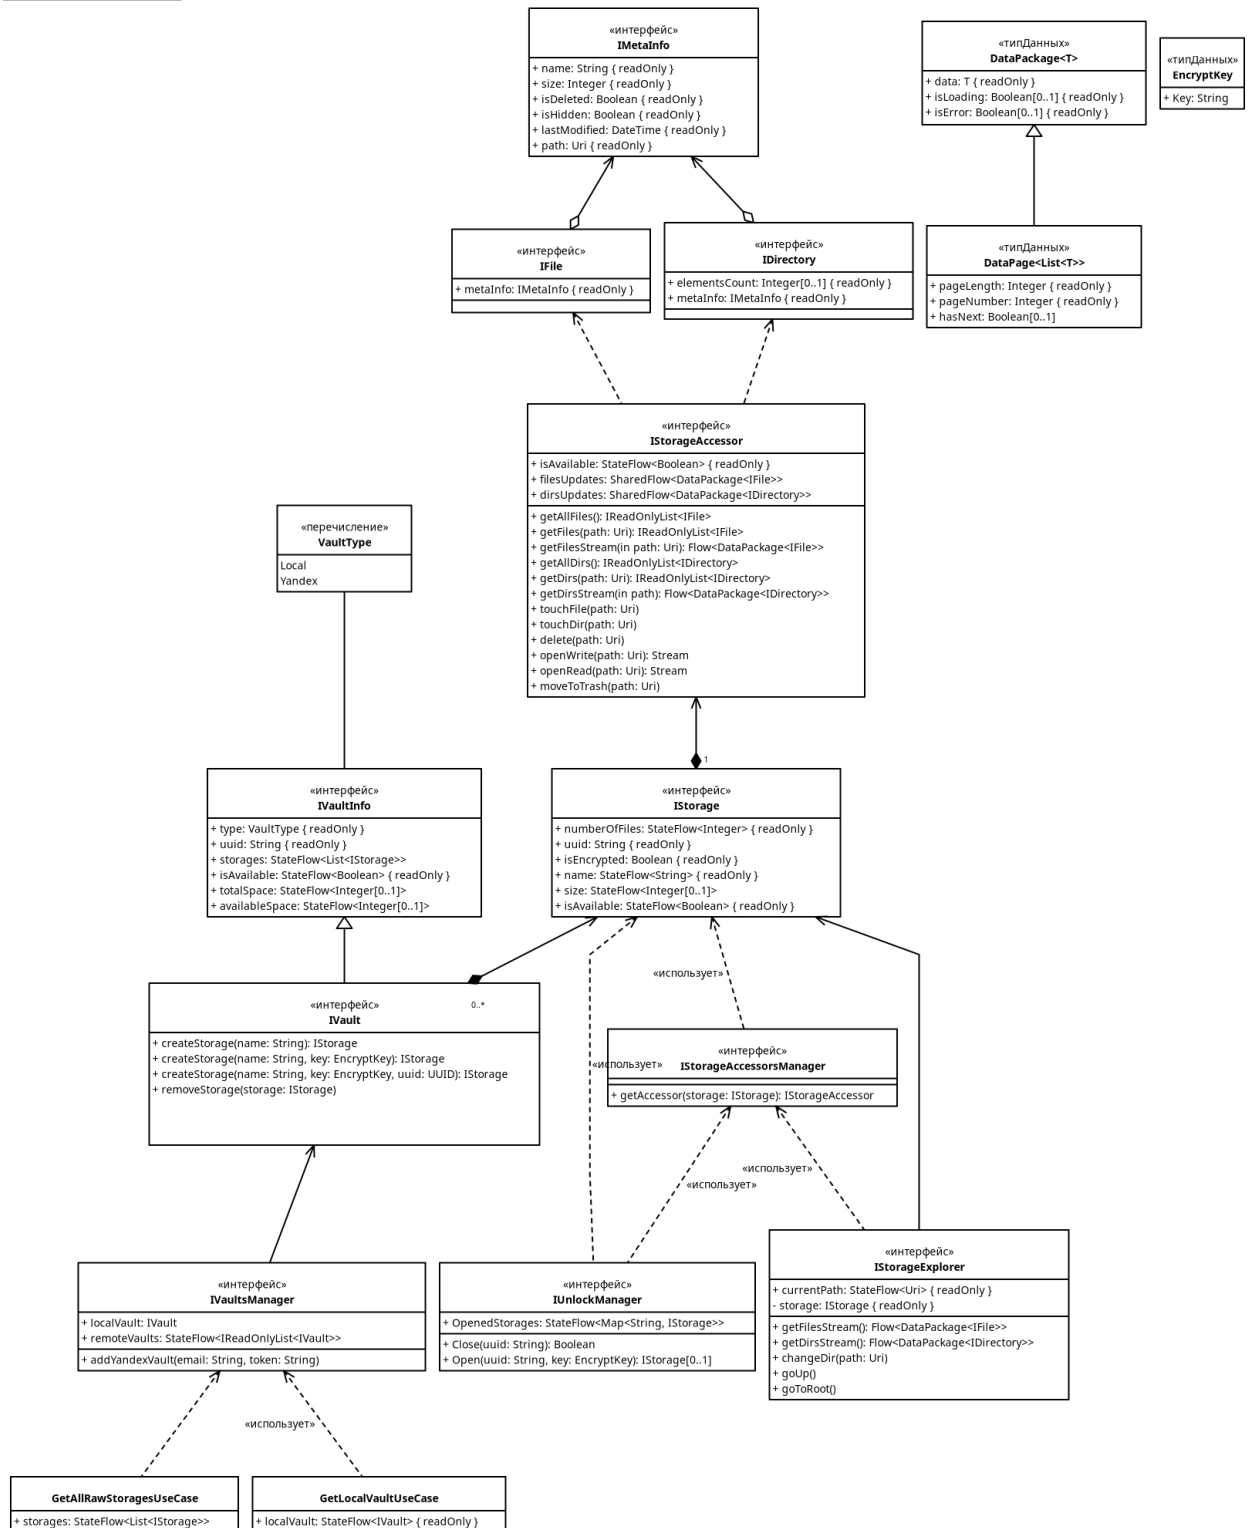 «интерфейс»
IMetaInfo
+ name: String { readOnly }
+ size: Integer { readOnly }
+ isDeleted: Boolean { readOnly }
+ isHidden: Boolean { readOnly }
+ lastModified: DateTime { readOnly }
+ path: Uri { readOnly }
«типДанных»
DataPackage<T>
+ data: T { readOnly }
+ isLoading: Boolean[0..1] { readOnly }
+ isError: Boolean[0..1] { readOnly }
«типДанных»
EncryptKey
+ Key: String
«интерфейс»
IFile
+ metaInfo: IMetaInfo { readOnly }
«интерфейс»
IDirectory
+ elementsCount: Integer[0..1] { readOnly }
+ metaInfo: IMetaInfo { readOnly }
«типДанных»
DataPage<List<T>>
+ pageLength: Integer { readOnly }
+ pageNumber: Integer { readOnly }
+ hasNext: Boolean[0..1]
«интерфейс»
IStorageAccessor
+ isAvailable: StateFlow<Boolean> { readOnly }
+ filesUpdates: SharedFlow<DataPackage<IFile>>
+ dirsUpdates: SharedFlow<DataPackage<IDirectory>>
+ getAllFiles(): IReadOnlyList<IFile>
+ getFiles(path: Uri): IReadOnlyList<IFile>
+ getFilesStream(in path: Uri): Flow<DataPackage<IFile>>
+ getAllDirs(): IReadOnlyList<IDirectory>
+ getDirs(path: Uri): IReadOnlyList<IDirectory>
+ getDirsStream(in path): Flow<DataPackage<IDirectory>>
+ touchFile(path: Uri)
+ touchDir(path: Uri)
+ delete(path: Uri)
+ openWrite(path: Uri): Stream
+ openRead(path: Uri): Stream
+ moveToTrash(path: Uri)
«перечисление»
VaultType
Local
Yandex
1
«интерфейс»
IVaultInfo
+ type: VaultType { readOnly }
+ uuid: String { readOnly }
+ storages: StateFlow<List<IStorage>>
+ isAvailable: StateFlow<Boolean> { readOnly }
+ totalSpace: StateFlow<Integer[0..1]>
+ availableSpace: StateFlow<Integer[0..1]>
«интерфейс»
IStorage
+ numberOfFiles: StateFlow<Integer> { readOnly }
+ uuid: String { readOnly }
+ isEncrypted: Boolean { readOnly }
+ name: StateFlow<String> { readOnly }
+ size: StateFlow<Integer[0..1]>
+ isAvailable: StateFlow<Boolean> { readOnly }
«использует»
0..*
«интерфейс»
IVault
+ createStorage(name: String): IStorage
+ createStorage(name: String, key: EncryptKey): IStorage
+ createStorage(name: String, key: EncryptKey, uuid: UUID): IStorage
+ removeStorage(storage: IStorage)
«использует»
«интерфейс»
IStorageAccessorsManager
+ getAccessor(storage: IStorage): IStorageAccessor
«использует»
«использует»
«интерфейс»
IVaultsManager
+ localVault: IVault
+ remoteVaults: StateFlow<IReadOnlyList<IVault>>
+ addYandexVault(email: String, token: String)
«интерфейс»
IUnlockManager
+ OpenedStorages: StateFlow<Map<String, IStorage>>
+ Close(uuid: String): Boolean
+ Open(uuid: String, key: EncryptKey): IStorage[0..1]
«интерфейс»
IStorageExplorer
+ currentPath: StateFlow<Uri> { readOnly }
- storage: IStorage { readOnly }
+ getFilesStream(): Flow<DataPackage<IFile>>
+ getDirsStream(): Flow<DataPackage<IDirectory>>
+ changeDir(path: Uri)
+ goUp()
+ goToRoot()
«использует»
GetAllRawStoragesUseCase
+ storages: StateFlow<List<IStorage>>
GetLocalVaultUseCase
+ localVault: StateFlow<IVault> { readOnly }